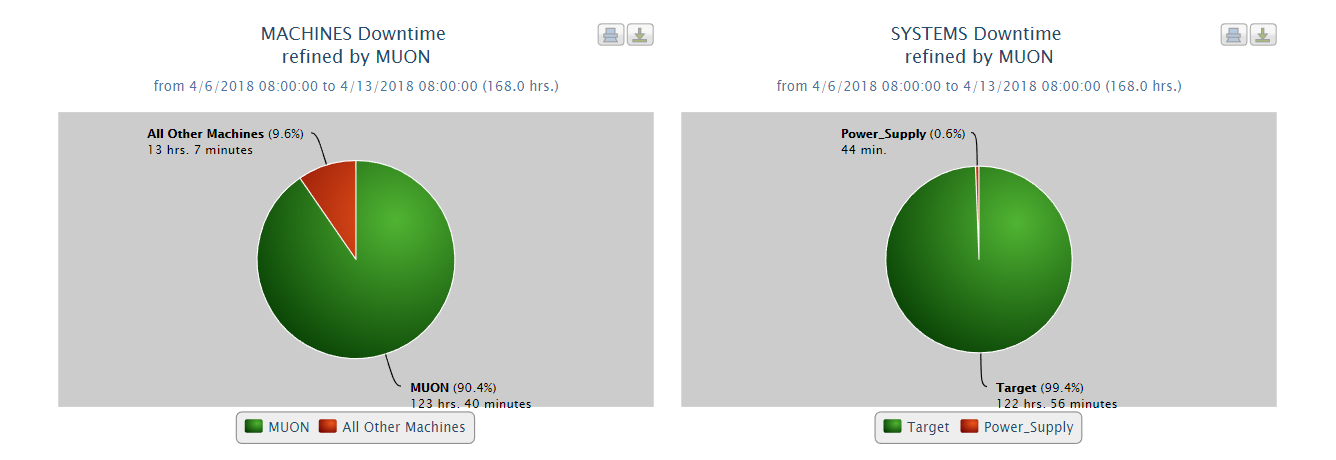 MACHINES Downtime
refined by MUON
from 4/6/2018 08:00:00 to 4/13/2018 08:00:00 (168.0 hrs.)
All Other Machines (9.6%)
13 hrs. 7 minutes
MUON (90.4%)
123 hrs. 40 minutes
MUON All Other Machines
SYSTEMS Downtime
refined by MUON
from 4/6/2018 08:00:00 to 4/13/2018 08:00:00 (168.0 hrs.)
Power_Supply (0.6%)
44 min.
Target (99.4%)
122 hrs. 56 minutes
Target Power_Supply